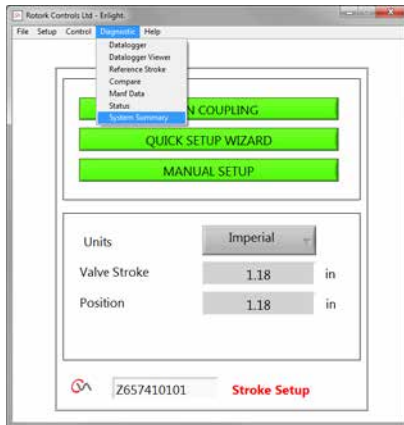 Rotork Controls Ltd - Enlight.
File Setup Control Diagnostic Help
Datalogger
Datalogger Viewer
Reference Stroke
Compare
Manf Data
Status
System Summary
N COUPLING
QUICK SETUP WIZARD
MANUAL SETUP
Units Imperial
Valve Stroke 1.18 in
Position 1.18 in
Z657410101 Stroke Setup